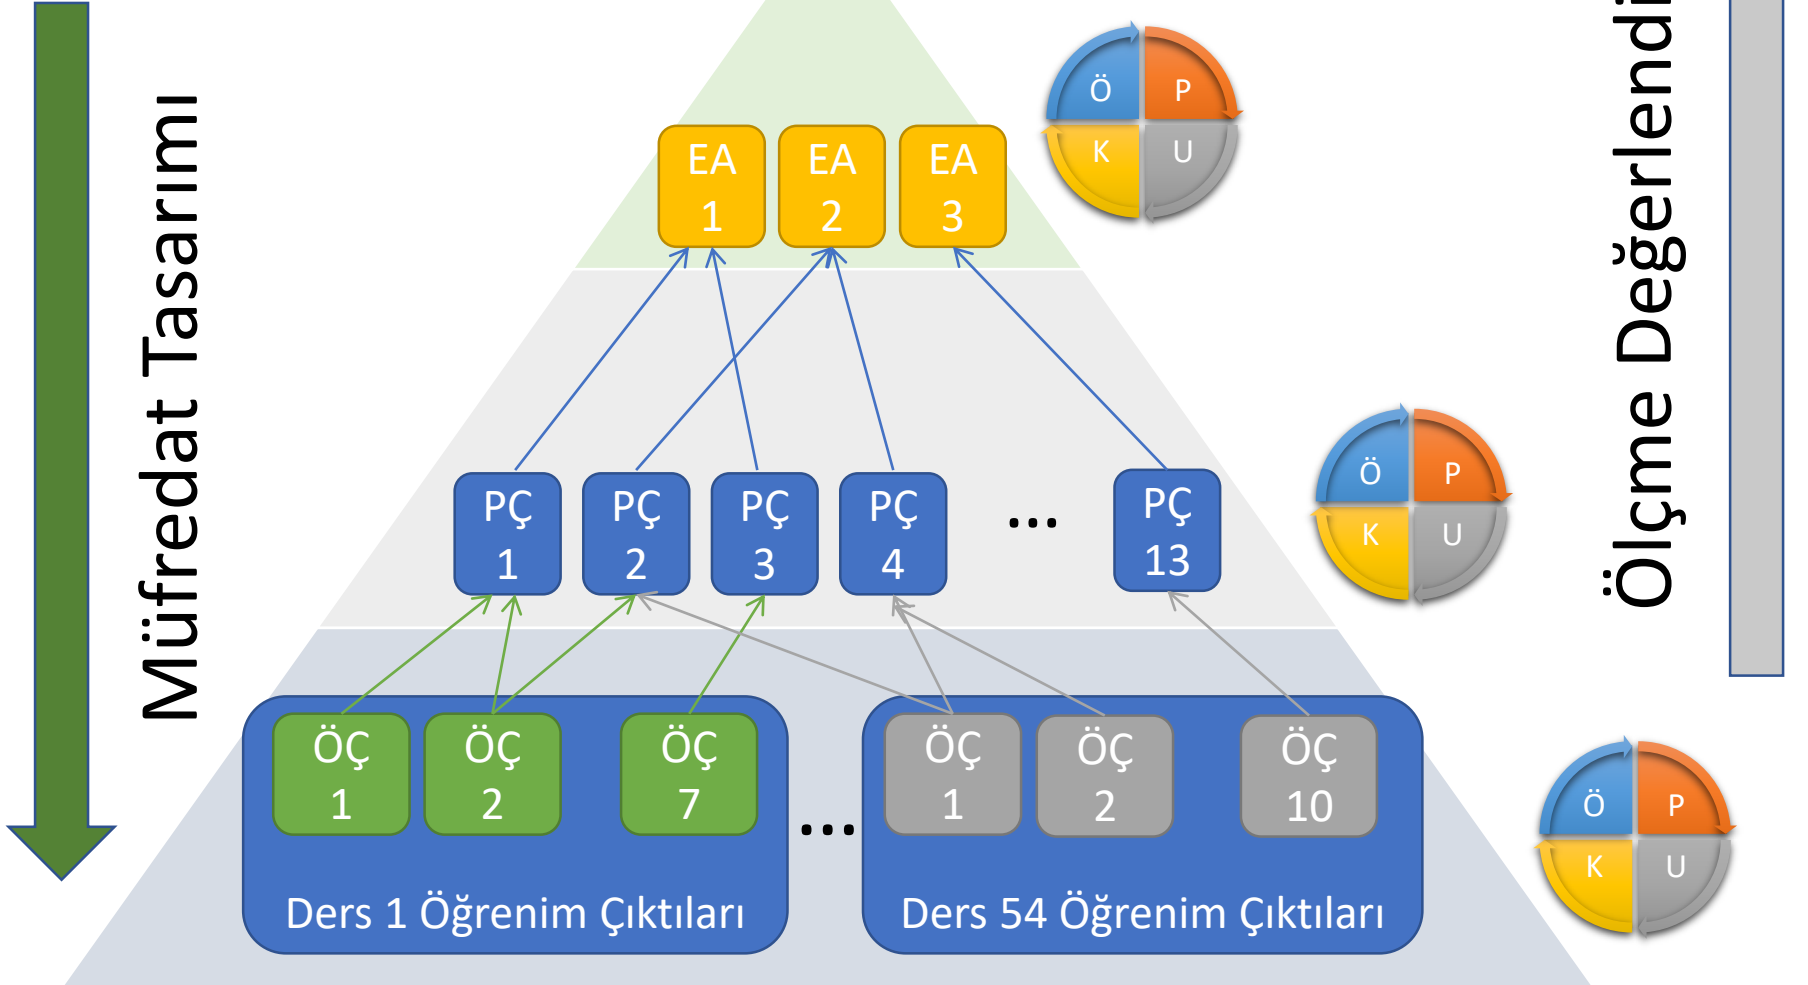 Müfredat Tasarımı
EA
1
EA
2
EA
3
Ö
P
K
U
PÇ
1
PÇ
2
PÇ
3
PÇ
4
...
PÇ
13
Ö
P
K
U
ÖÇ
1
ÖÇ
2
ÖÇ
7
...
ÖÇ
1
ÖÇ
2
ÖÇ
10
Ders 1 Öğrenim Çıktıları
Ders 54 Öğrenim Çıktıları
Ö
P
K
U
Ölçme Değerlendi